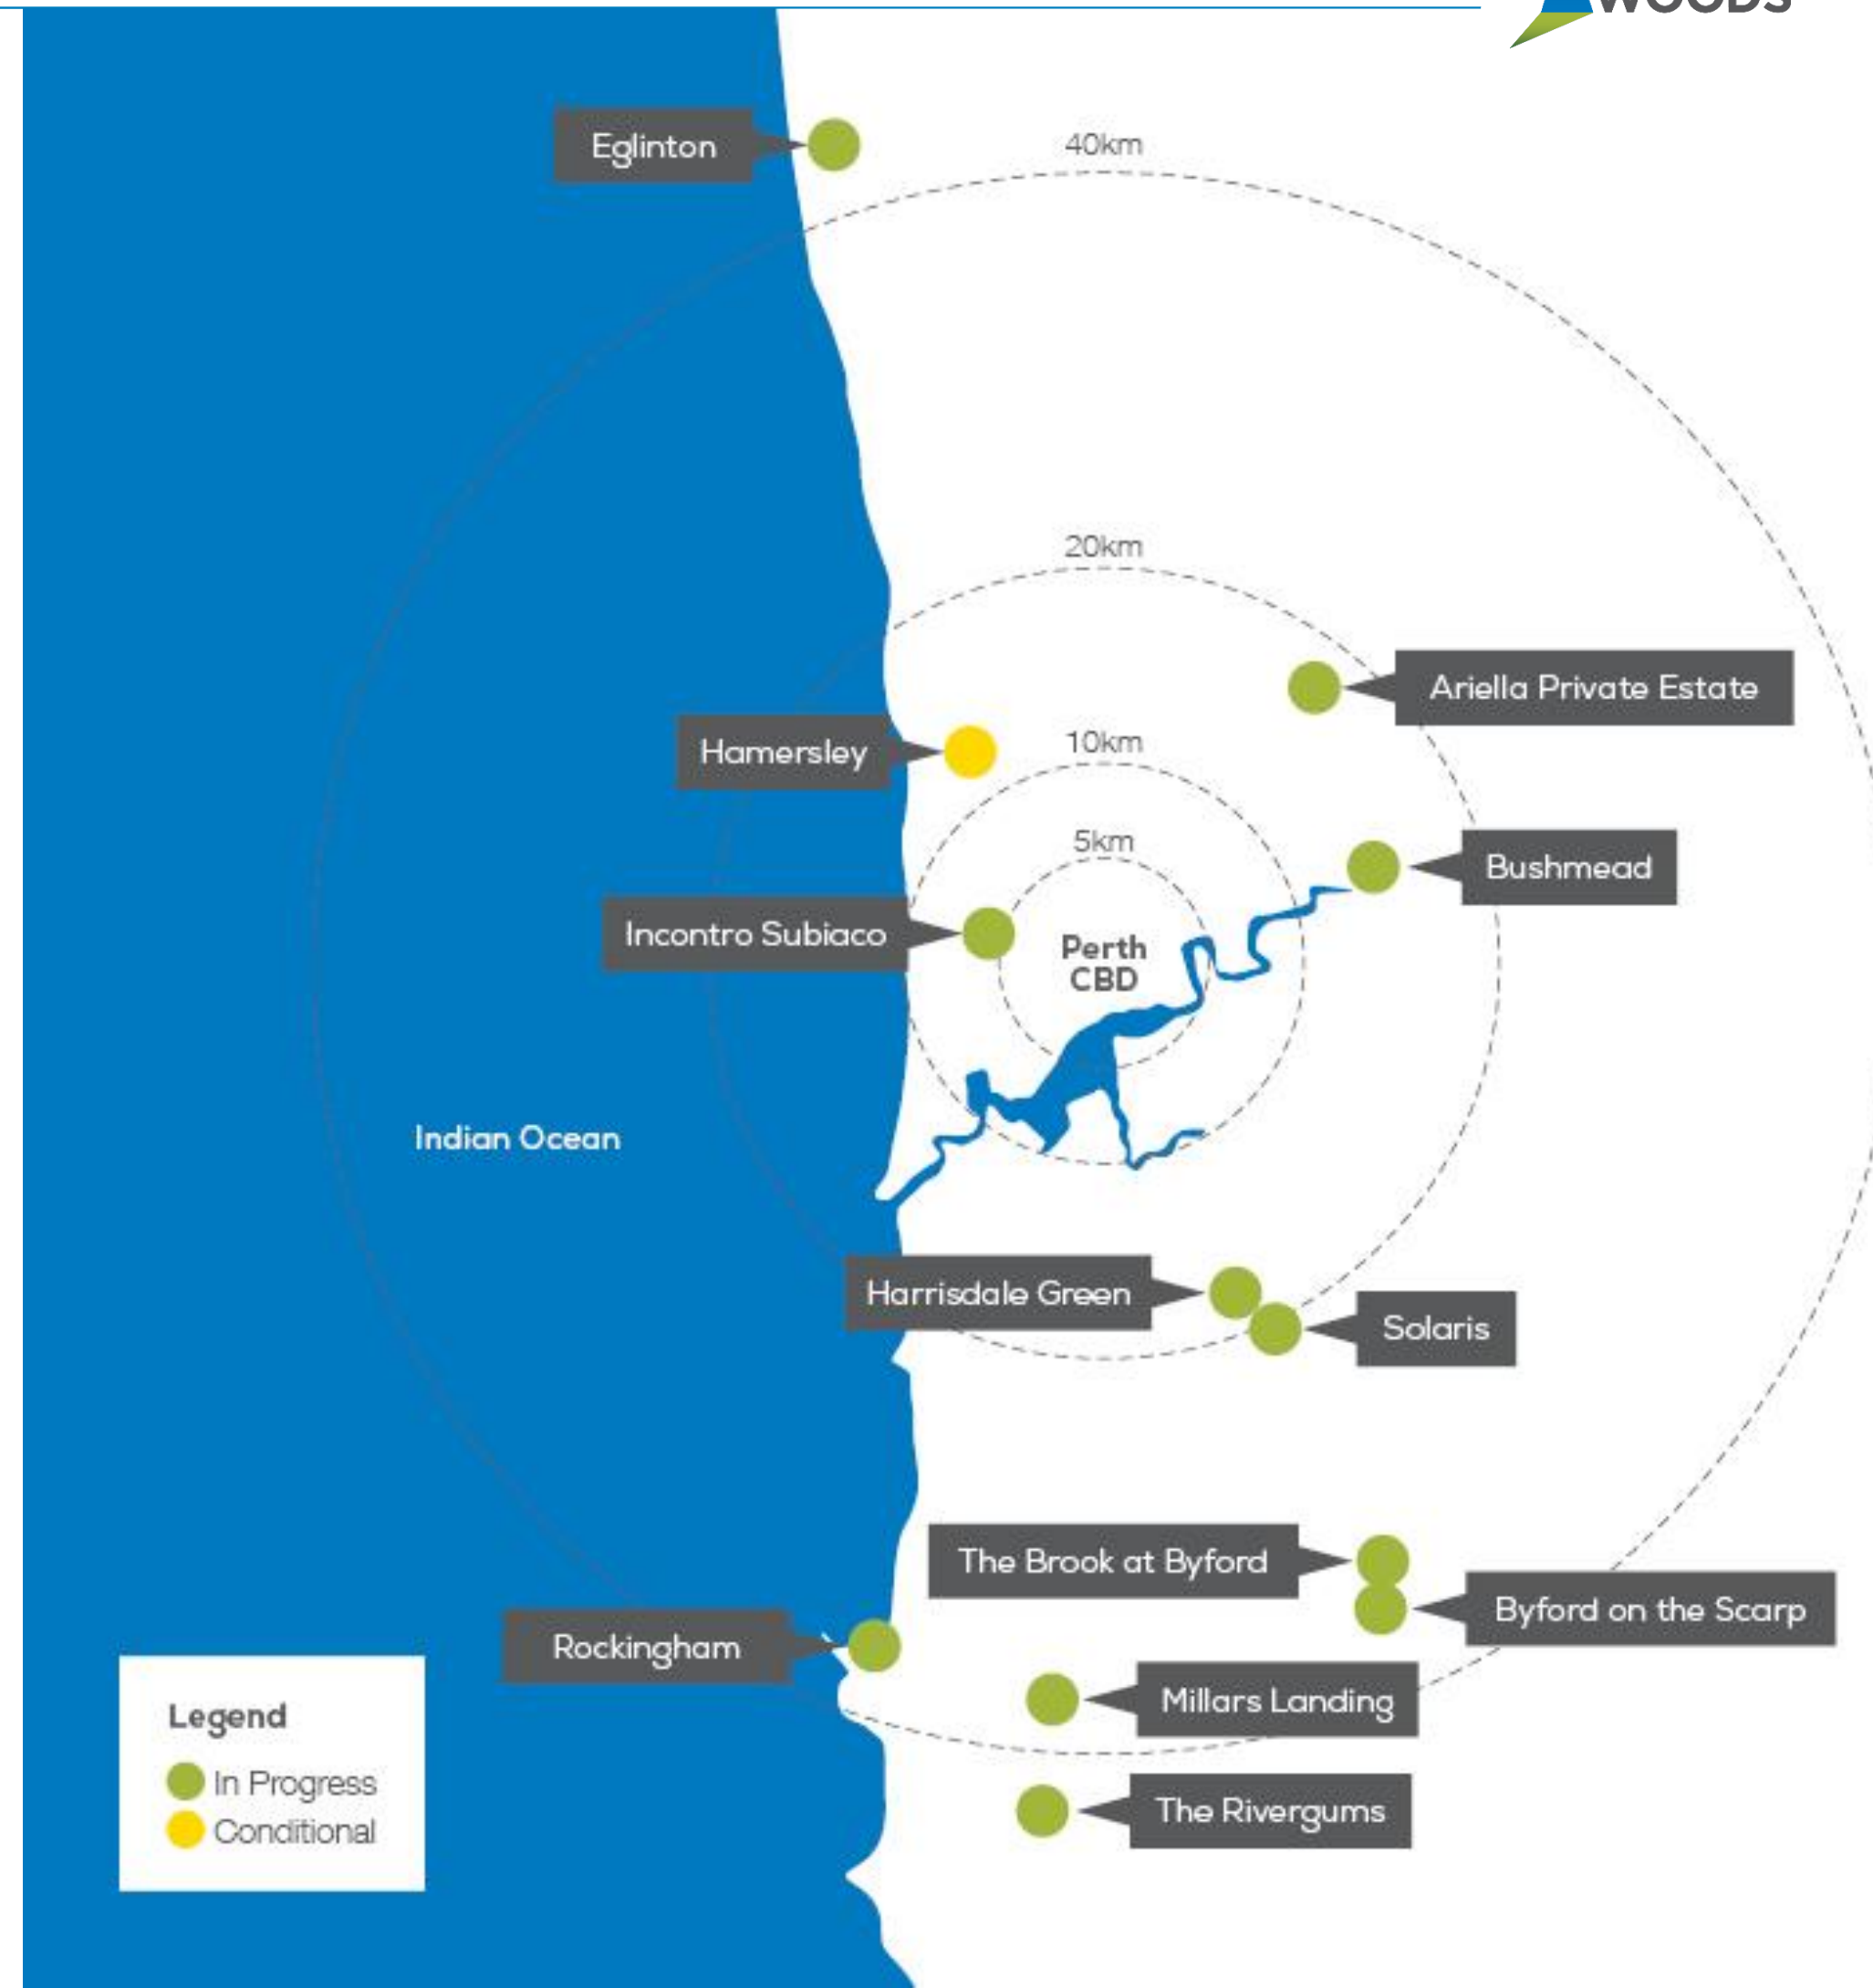 WOODS
Eglinton
40km
20km
Ariella Private Estate
Hamersley
10km
5km
Bushmead
Incontro Subiaco
Perth
CBD
Indian Ocean
Harrisdale Green
Solaris
The Brook at Byford
Byford on the Scarp
Rockingham
Millars Landing
Legend
In Progress
The Rivergums
Conditional